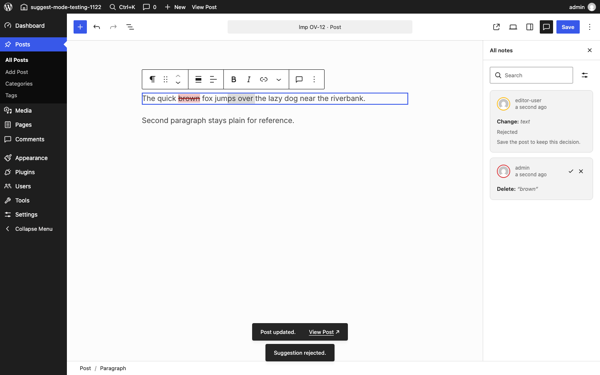 suggest-mode-testing-1122
Ctrl+K
0
New
View Post
admin
Dashboard
Posts
All Posts
Add Post
Categories
Tags
Media
Pages
Comments
Appearance
Plugins
Users
Tools
Settings
Collapse Menu
Imp OV-12 · Post
Save
B I
The quick brown fox jumps over the lazy dog near the riverbank.
Second paragraph stays plain for reference.
All notes
Search
editor-user
a second ago
Change: text
Rejected
Save the post to keep this decision.
admin
a second ago
Delete: "brown"
Post updated. View Post ↗
Suggestion rejected.
Post / Paragraph